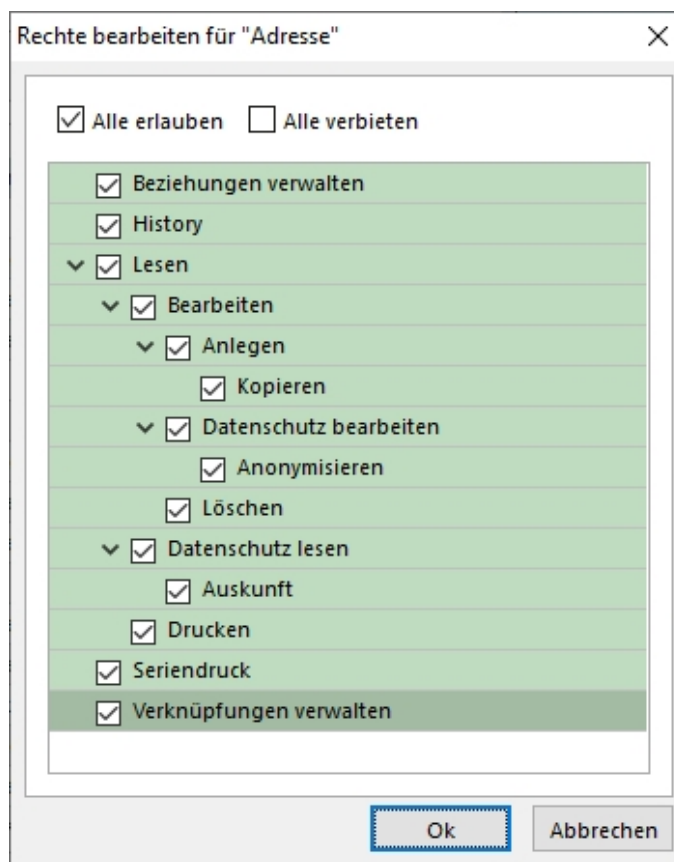 Rechte bearbeiten für "Adresse"
Alle erlauben Alle verbieten
Beziehungen verwalten
History
Lesen
Bearbeiten
Anlegen
Kopieren
Datenschutz bearbeiten
Anonymisieren
Löschen
Datenschutz lesen
Auskunft
Drucken
Seriendruck
Verknüpfungen verwalten
Ok Abbrechen